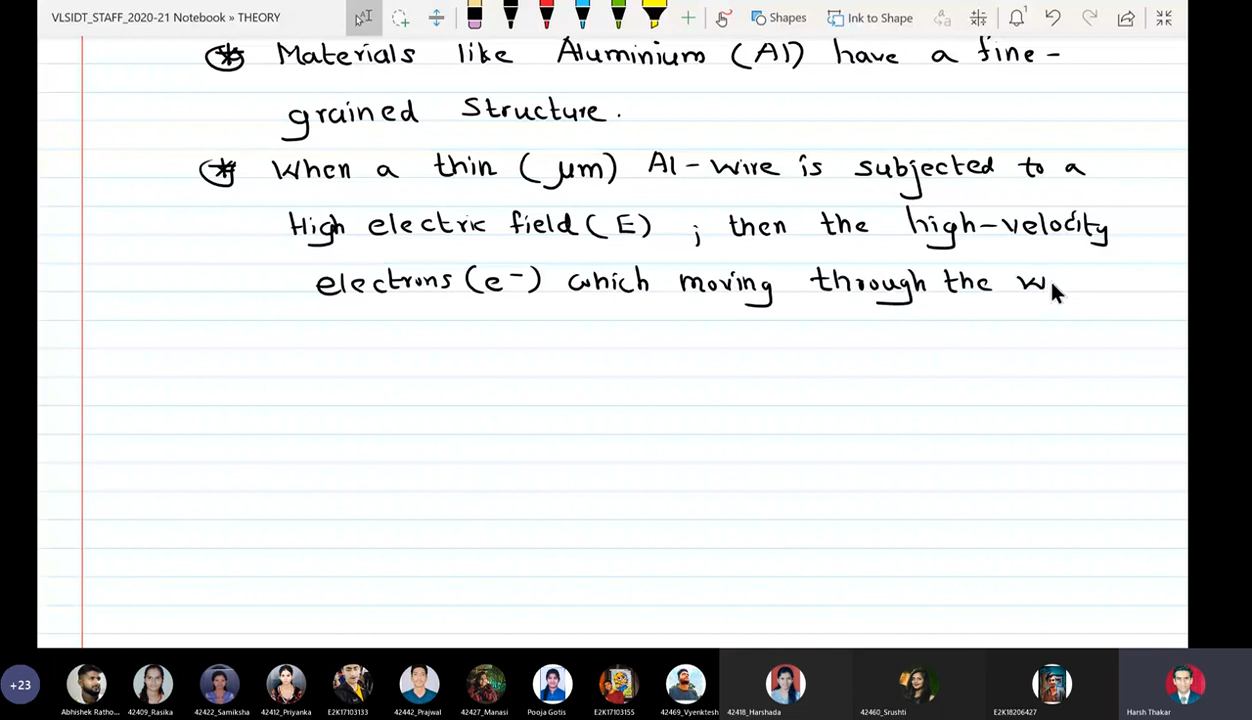 VLSIDT_STAFF_2020-21 Notebook » THEORY
Shapes
Ink to Shape
Materials like Aluminium (Al) have a fine-
grained Structure.
When a thin (μm) Al-wire is subjected to a
High electric field (E) ; then the high-velocity
electrons (e-) which moving through the w
+23
Abhishek Ratho...
42409_Rasika
42422_Samiksha
42412_Priyanka
E2K17103133
42442_Prajwal
42427_Manasi
Pooja Gotis
E2K17103155
42469_Vyenktesh
42418_Harshada
42460_Srushti
E2K18206427
Harsh Thakar